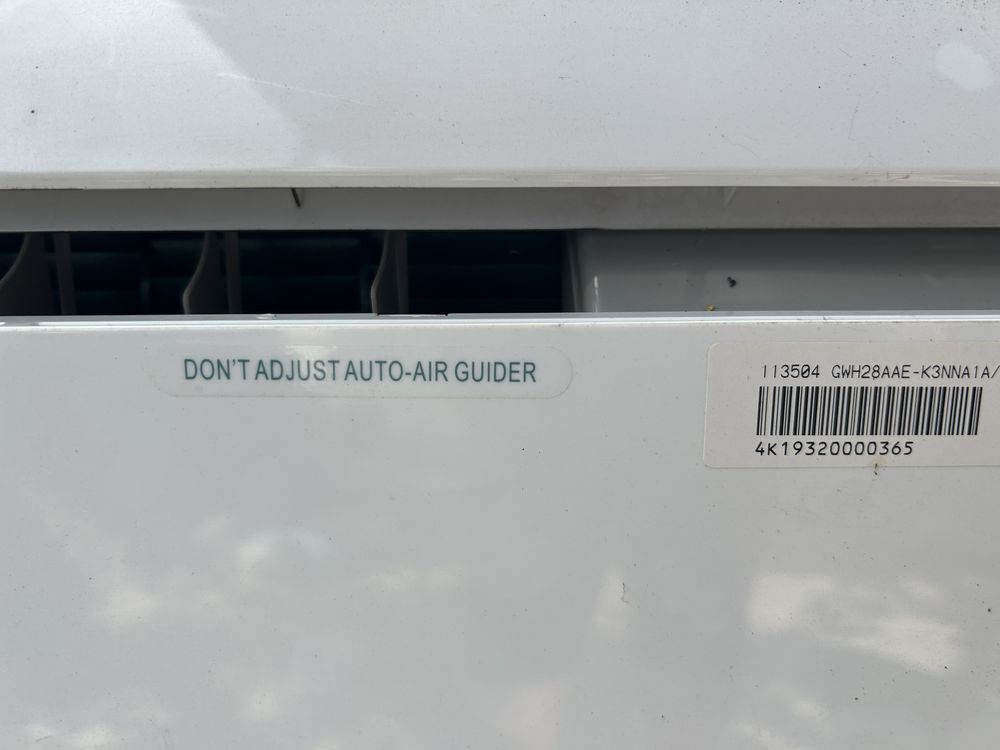 DON'T ADJUST AUTO-AIR GUIDER
113504 GWH28AAE-K3NNA1A/
4K19320000365